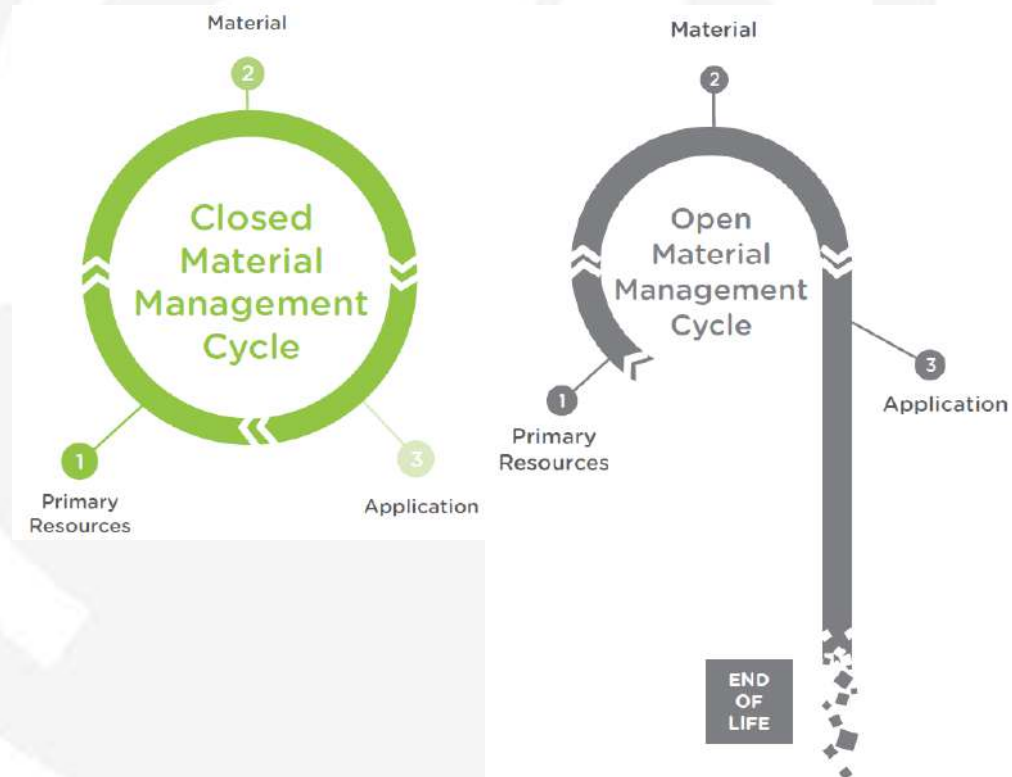 Material
2
Closed
Material
Management
Cycle
1
Primary
Resources
3
Application
Material
2
Open
Material
Management
Cycle
1
Primary
Resources
3
Application
END
OF
LIFE